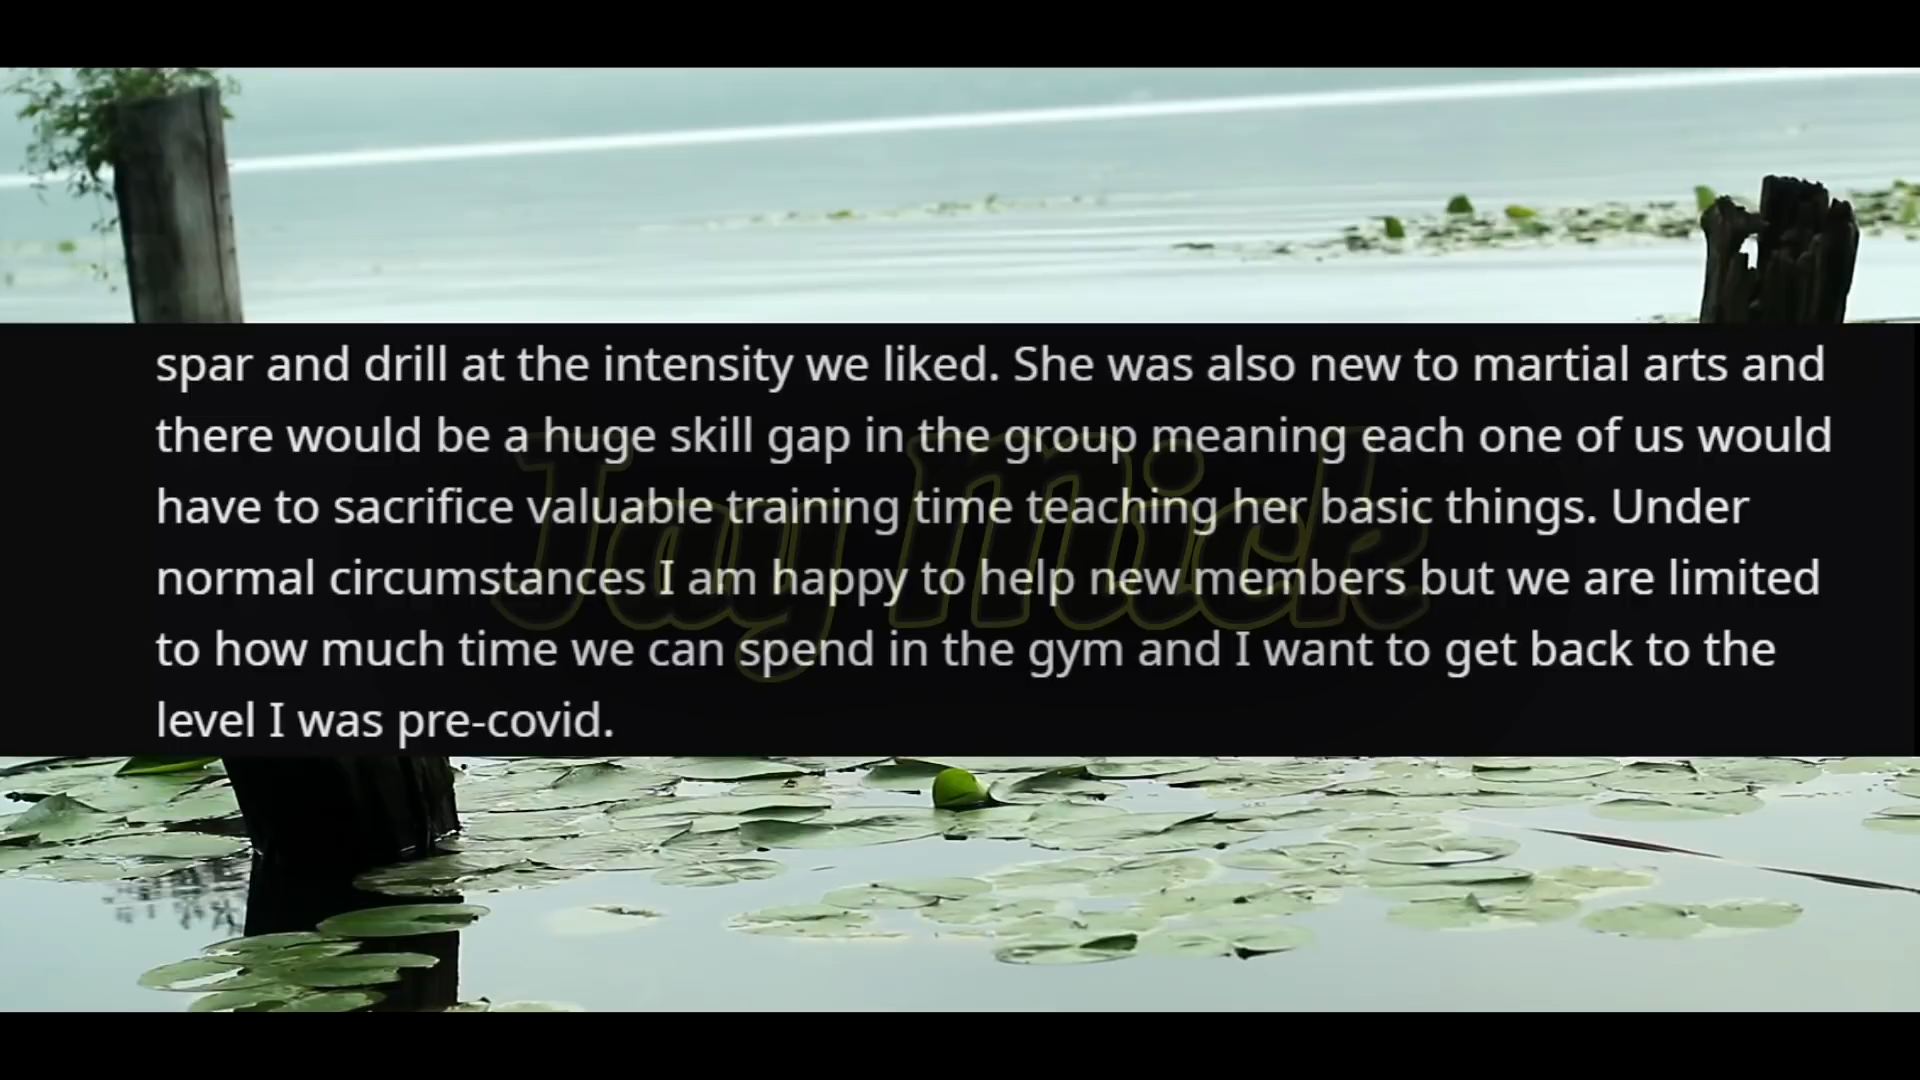 spar and drill at the intensity we liked. She was also new to martial arts and
there would be a huge skill gap in the group meaning each one of us would
have to sacrifice valuable training time teaching her basic things. Under
normal circumstances I am happy to help new members but we are limited
to how much time we can spend in the gym and I want to get back to the
level I was pre-covid.
Jay Mick